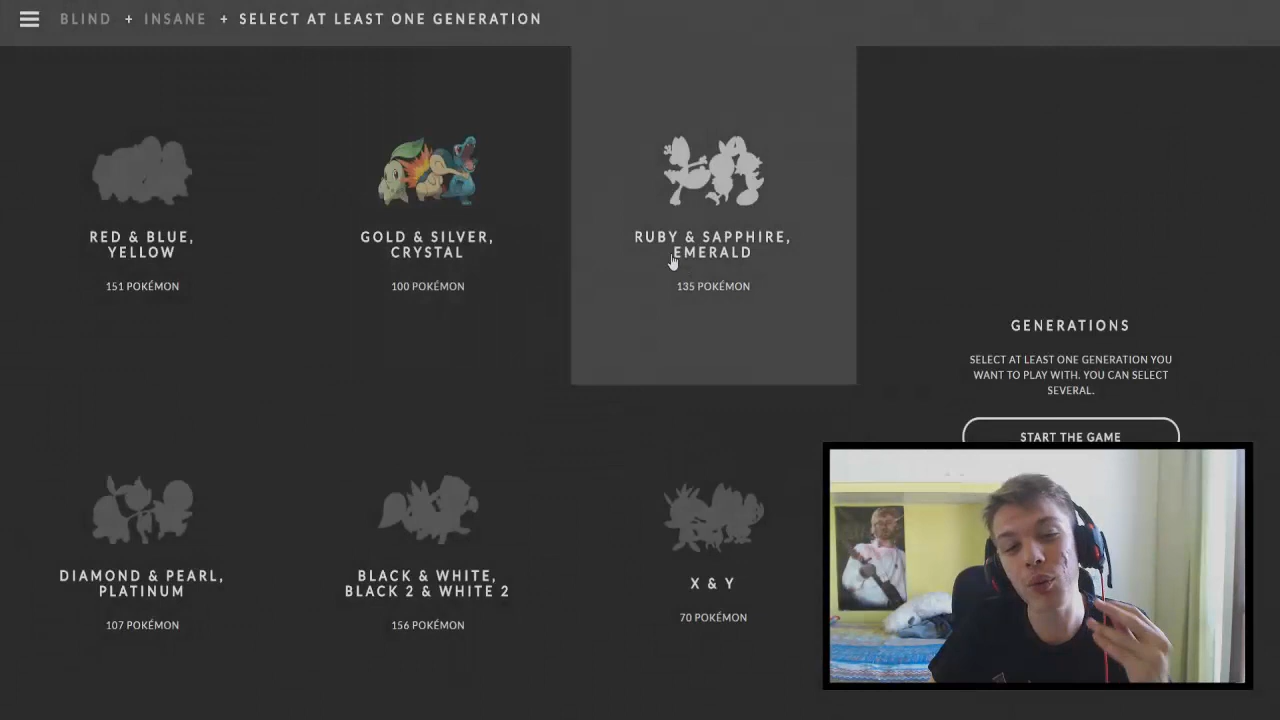 BLIND + INSANE + SELECT AT LEAST ONE GENERATION
RED & BLUE,
YELLOW
151 POKÉMON
GOLD & SILVER,
CRYSTAL
100 POKÉMON
RUBY & SAPPHIRE,
EMERALD
135 POKÉMON
GENERATIONS
SELECT AT LEAST ONE GENERATION YOU
WANT TO PLAY WITH. YOU CAN SELECT
SEVERAL.
START THE GAME
DIAMOND & PEARL,
PLATINUM
107 POKÉMON
BLACK & WHITE,
BLACK 2 & WHITE 2
156 POKÉMON
X & Y
70 POKÉMON